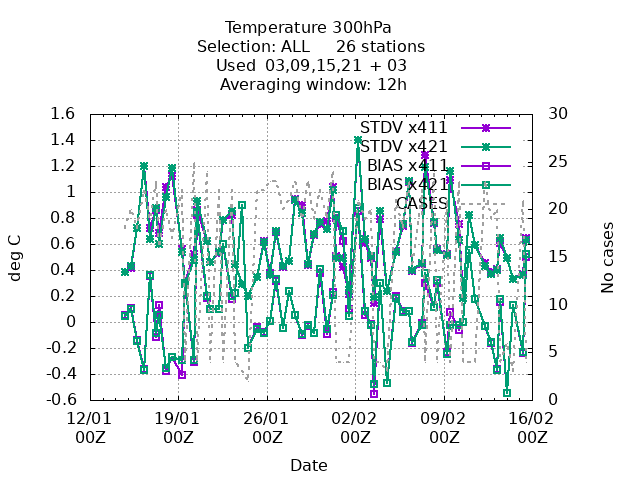 Temperature 300hPa
Selection: ALL     26 stations
Used  03,09,15,21 + 03
Averaging window: 12h
STDV x411
STDV x421
BIAS x411
BIAS x421
CASES
deg C
1.6
1.4
1.2
1
0.8
0.6
0.4
0.2
0
-0.2
-0.4
-0.6
30
25
20
15
10
5
0
No cases
12/01 19/01 26/01 02/02 09/02 16/02
00Z 00Z 00Z 00Z 00Z 00Z
Date